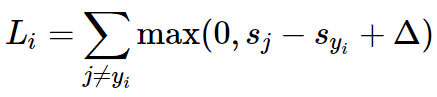 L_i = \sum_{j \neq y_i} \max(0, s_j - s_{y_i} + \Delta)